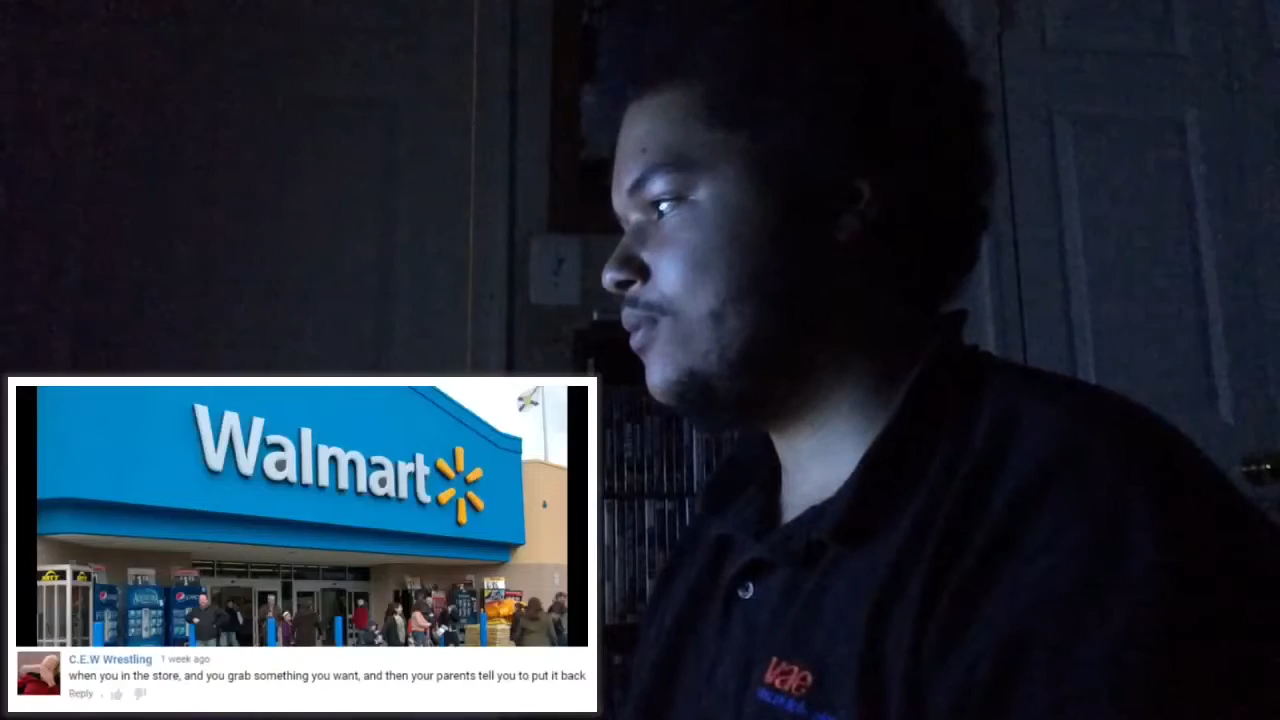 Walmart
C.E.W Wrestling 1 week ago
when you in the store, and you grab something you want, and then your parents tell you to put it back
Reply
vae